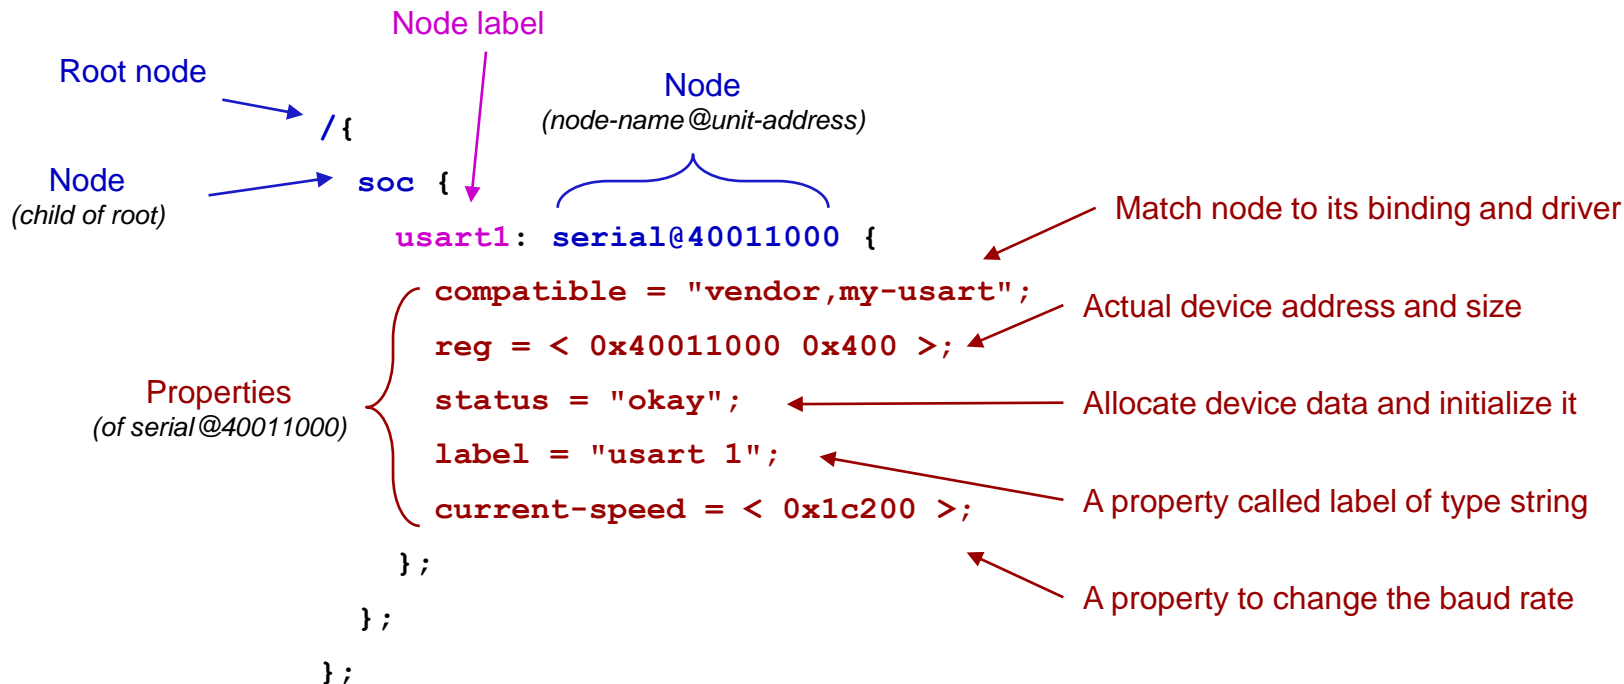 Node label
Root node
Node
(node-name@unit-address)
/{
Node
(child of root)
soc {
usart1: serial@40011000 {
Match node to its binding and driver
compatible = "vendor,my-usart";
Actual device address and size
reg = < 0x40011000 0x400 >;
Properties
(of serial@40011000)
status = "okay";
Allocate device data and initialize it
label = "usart 1";
A property called label of type string
current-speed = < 0x1c200 >;
};
A property to change the baud rate
};
};